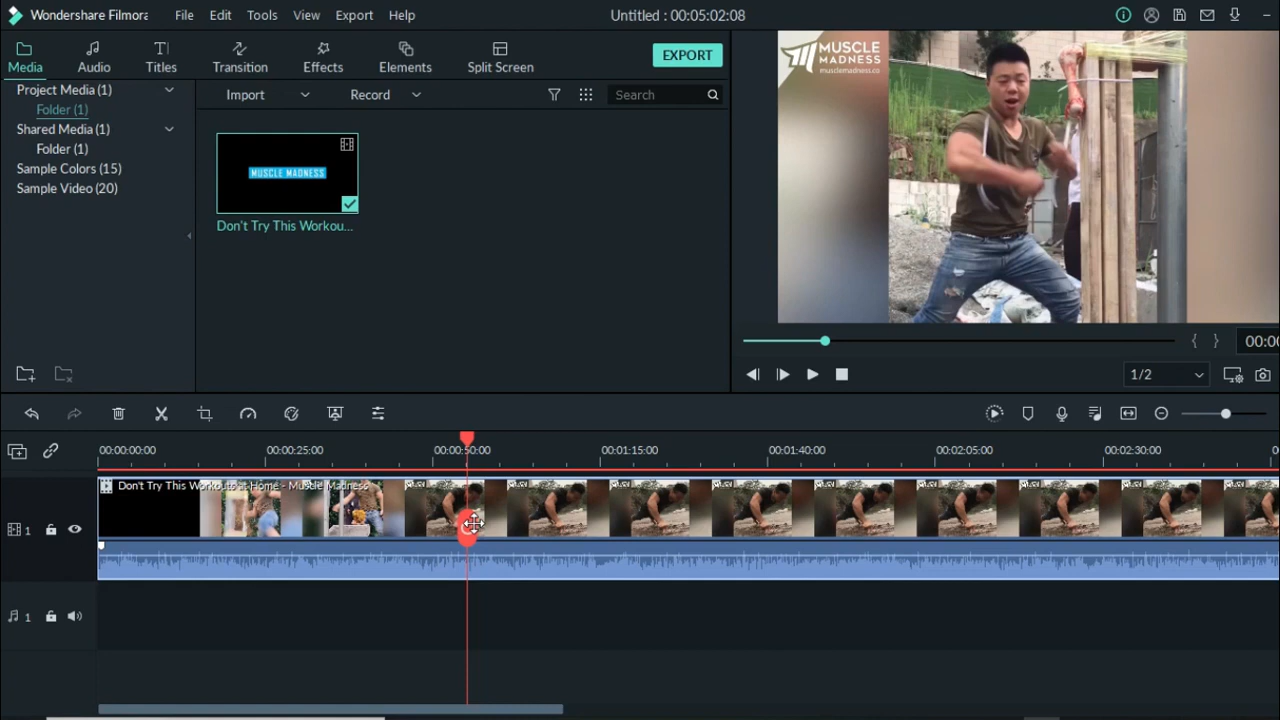 Wondershare Filmora
File
Edit
Tools
View
Export
Help
Untitled : 00:05:02:08
Media
Audio
Titles
Transition
Effects
Elements
Split Screen
EXPORT
Project Media (1)
Folder (1)
Shared Media (1)
Folder (1)
Sample Colors (15)
Sample Video (20)
Import
Record
Search
MUSCLE MADNESS
Don't Try This Workou...
MUSCLE
MADNESS
musclemadness.co
00:00
1/2
00:00:00:00
00:00:25:00
00:00:50:00
00:01:15:00
00:01:40:00
00:02:05:00
00:02:30:00
0
Don't Try This Workouts at Home - Muscle Madness
1
1